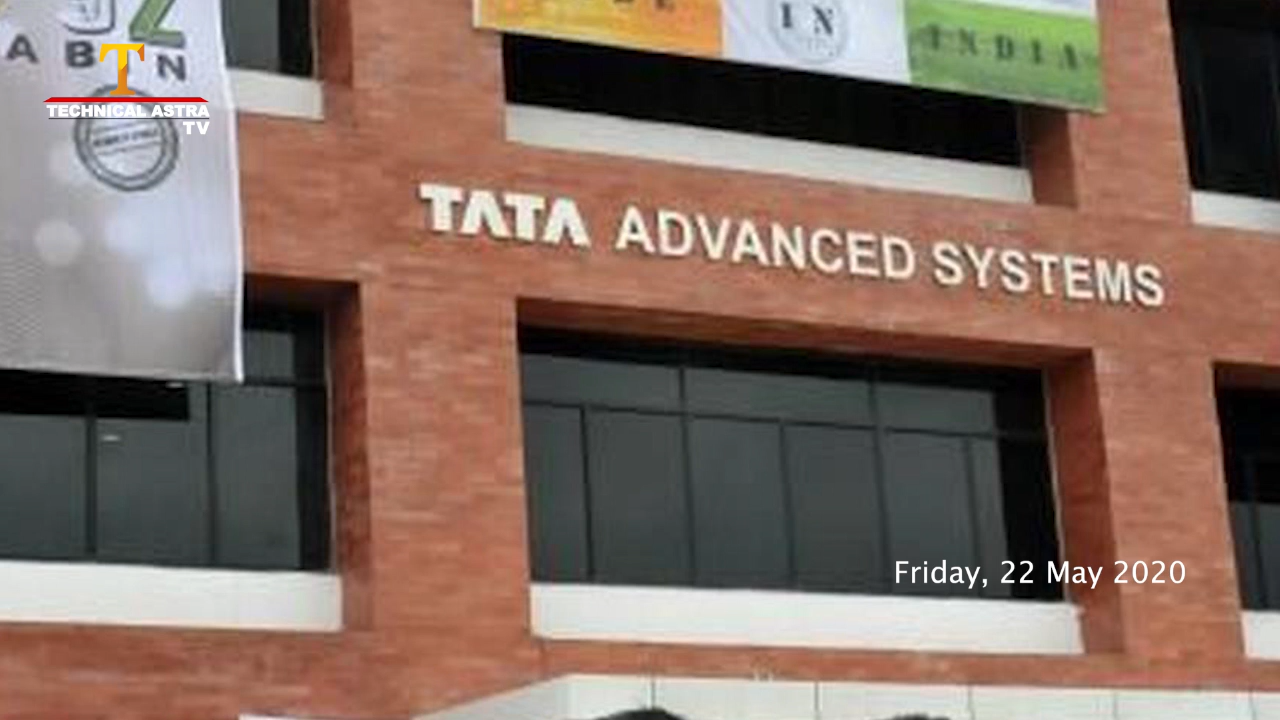 T
TECHNICAL ASTRA
TV
IN
INDIA
TATA ADVANCED SYSTEMS
Friday, 22 May 2020